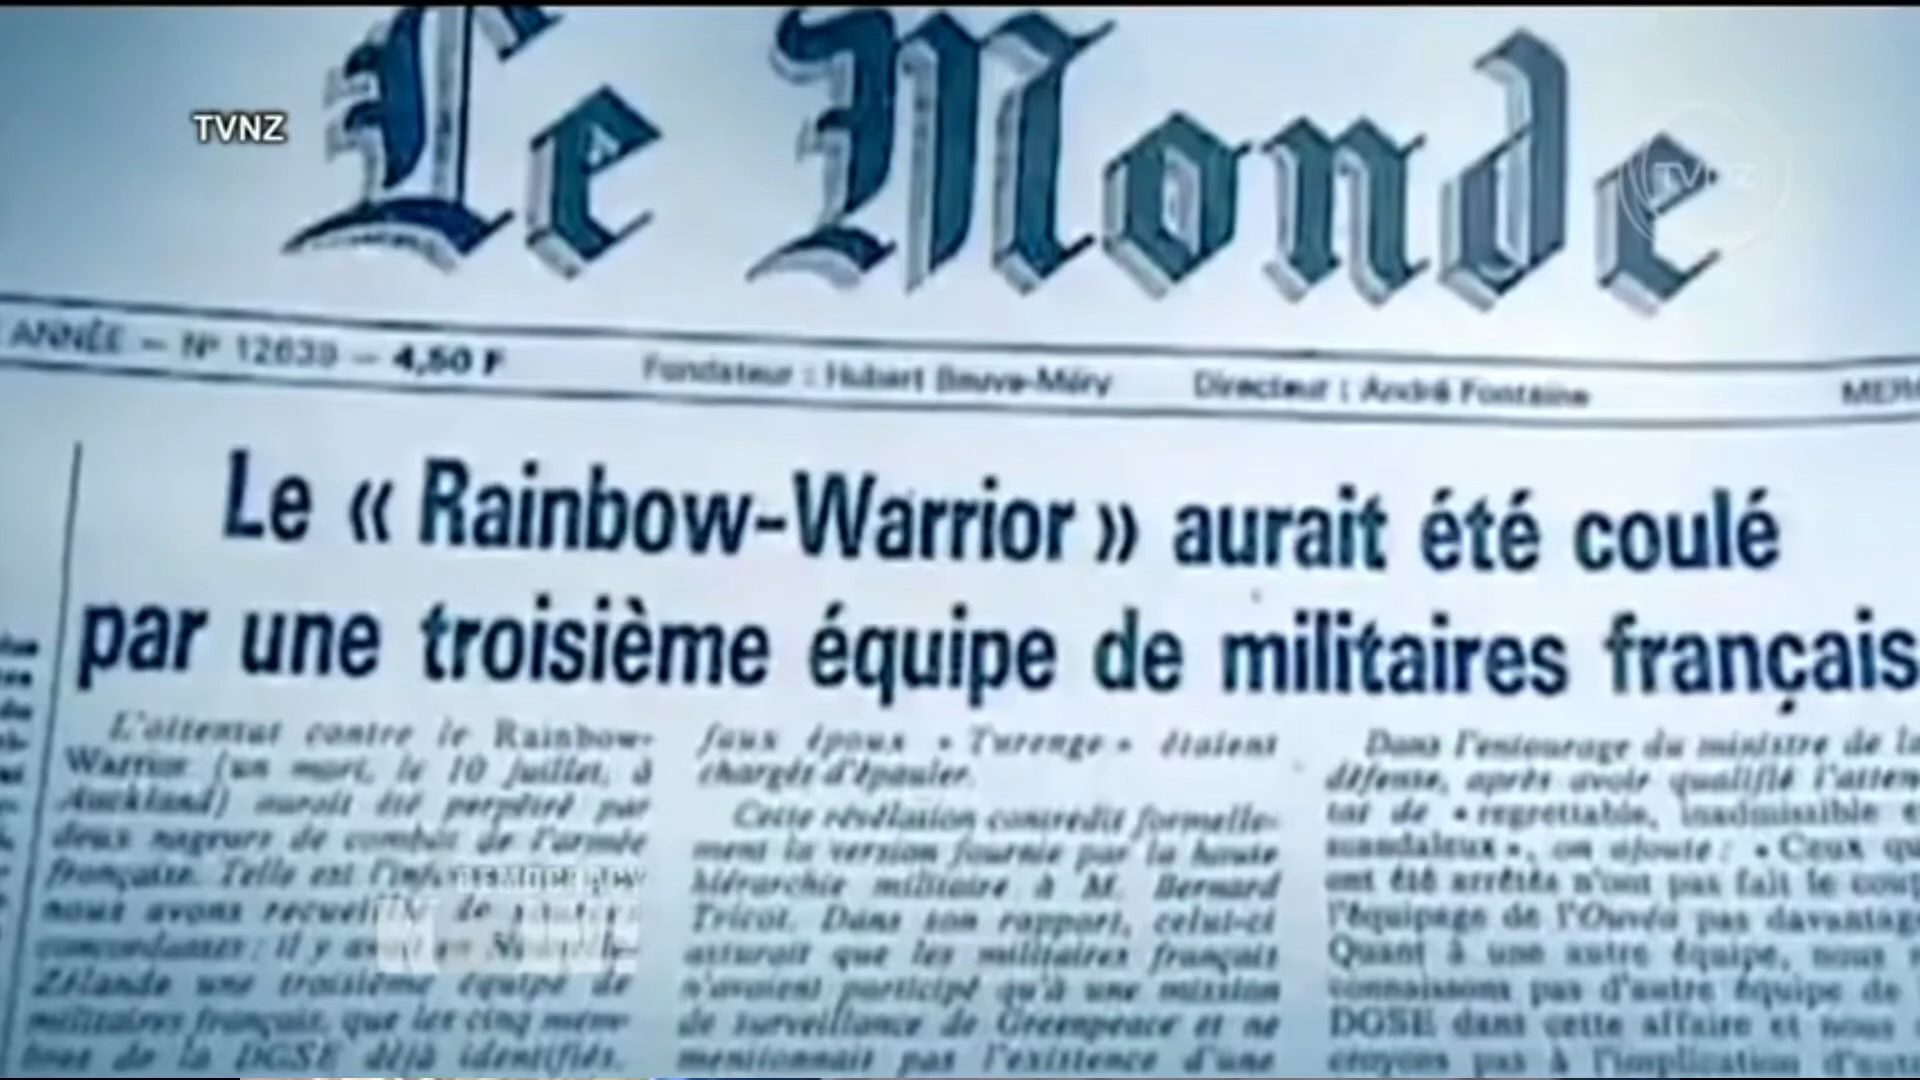 Le Monde
TVNZ
TVNZ
ANNÉE – Nº 12639 – 4,50 F
Fondateur : Hubert Beuve-Méry
Directeur : André Fontaine
Le « Rainbow-Warrior » aurait été coulé
par une troisième équipe de militaires français
L'attentat contre le Rainbow-
Warrior (un mort, le 10 juillet, à
Auckland) aurait été perpétré par
deux nageurs de combat de l'armée
française. Telle est
nous avons
concordantes : il y
Zélande une troisième équipe de
militaires français, que les cinq mem-
bres de la DGSE déjà identifiés,
faux époux « Turenge » étaient
chargés d'épauler.
Cette révélation contredit formelle-
ment la version fournie par la haute
hiérarchie militaire à M. Bernard
Tricot. Dans son rapport, celui-ci
assurait que les militaires français
n'avaient participé qu'à une mission
de surveillance de Greenpeace et ne
mentionnait pas l'existence d'une
Dans l'entourage du ministre de la
défense, après avoir qualifié l'atten
tat de « regrettable, inadmissible e
scandaleux », on ajoute : « Ceux qu
ont été arrêtés n'ont pas fait le coup
l'équipage de l'Ouvéa pas davantag
Quant à une autre équipe, nous
connaissons pas d'autre équipe de
DGSE dans cette affaire et nous
croyons pas à l'implication